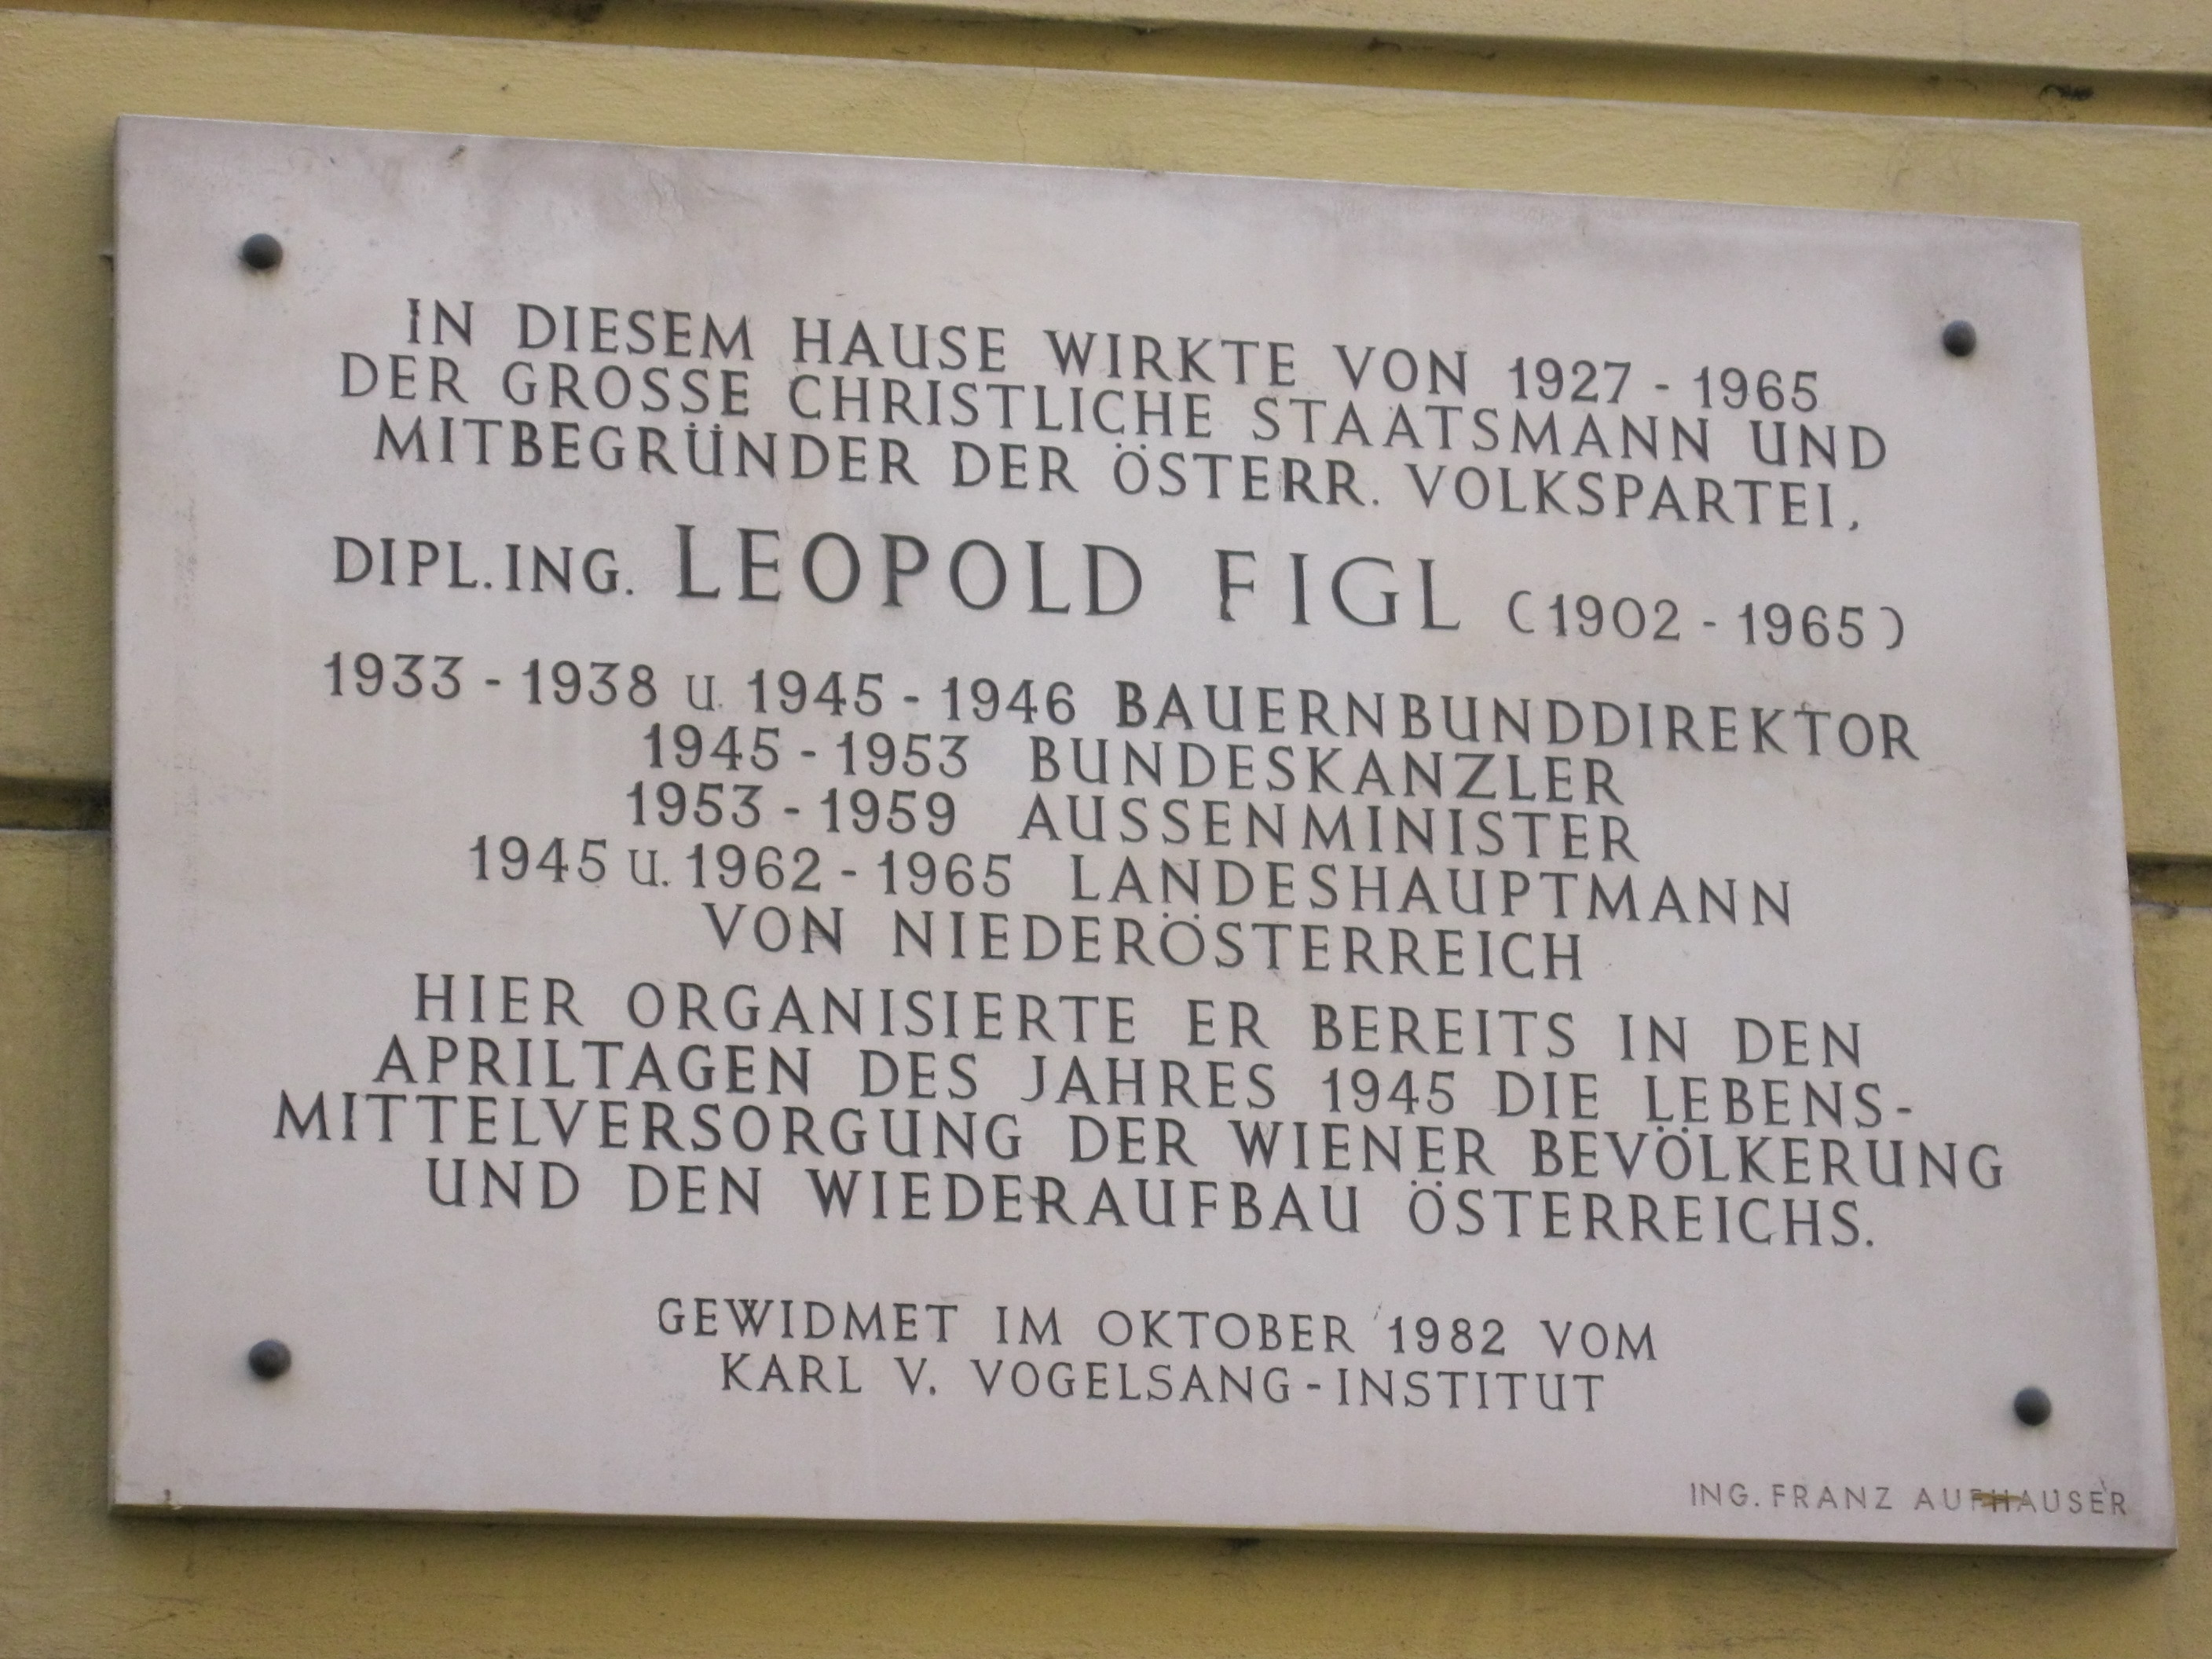 IN DIESEM HAUSE WIRKTE VON 1927 - 1965
DER GROSSE CHRISTLICHE STAATSMANN UND
MITBEGRÜNDER DER ÖSTERR. VOLKSPARTEI,
DIPL.ING. LEOPOLD FIGL (1902 - 1965)
1933 - 1938 U. 1945 - 1946 BAUERNBUNDDIREKTOR
1945 - 1953 BUNDESKANZLER
1953 - 1959 AUSSENMINISTER
1945 U. 1962 - 1965 LANDESHAUPTMANN
VON NIEDERÖSTERREICH
HIER ORGANISIERTE ER BEREITS IN DEN
APRILTAGEN DES JAHRES 1945 DIE LEBENS-
MITTELVERSORGUNG DER WIENER BEVÖLKERUNG
UND DEN WIEDERAUFBAU ÖSTERREICHS.
GEWIDMET IM OKTOBER 1982 VOM
KARL V. VOGELSANG-INSTITUT
ING. FRANZ AUFHAUSER